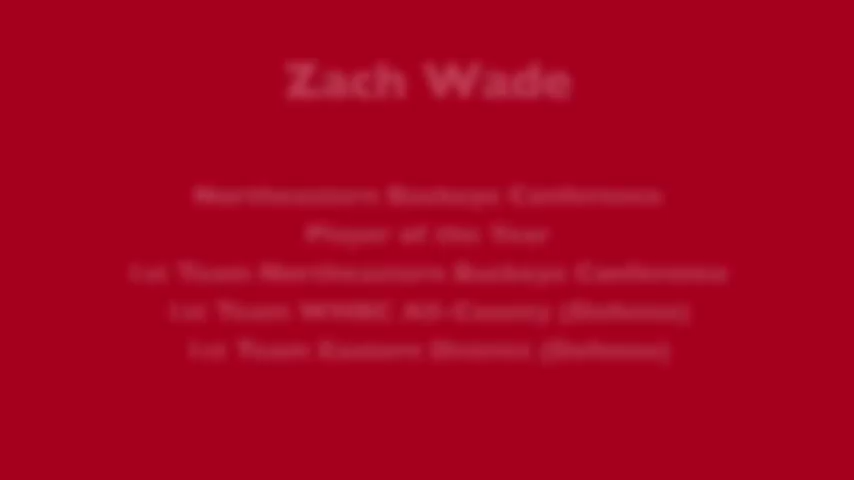 Zach Wade
Northeastern Buckeye Conference
Player of the Year
1st Team Northeastern Buckeye Conference
1st Team All-County (Defense)
1st Team Eastern District (Defense)